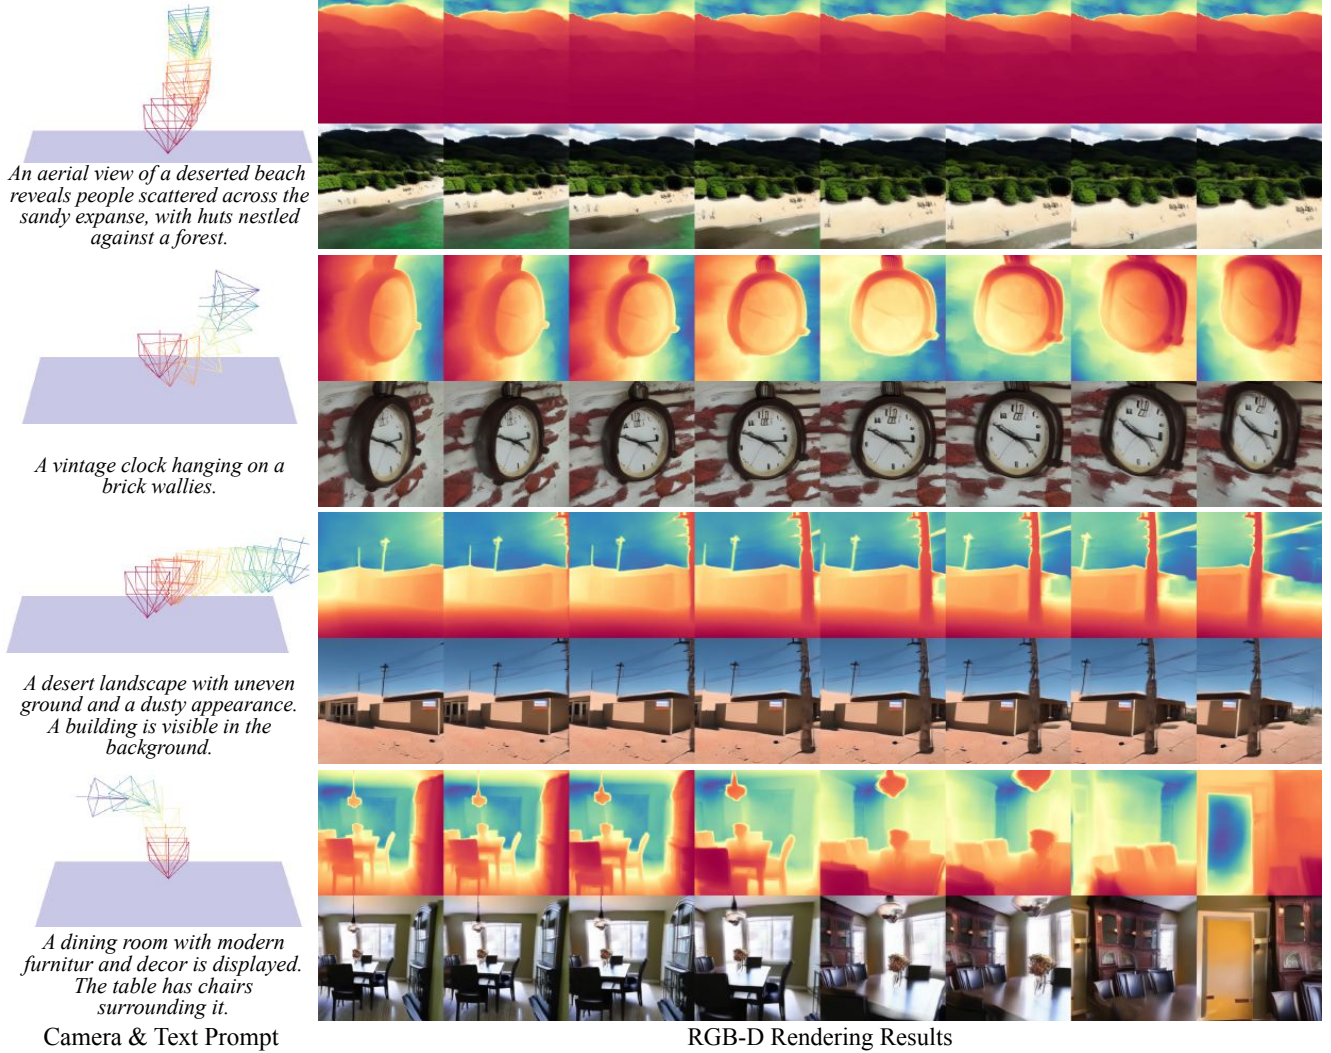 An aerial view of a deserted beach
reveals people scattered across the
sandy expanse, with huts nestled
against a forest.
A vintage clock hanging on a
brick wallies.
A desert landscape with uneven
ground and a dusty appearance.
A building is visible in the
background.
A dining room with modern
furnitur and decor is displayed.
The table has chairs
surrounding it.
Camera & Text Prompt
RGB-D Rendering Results